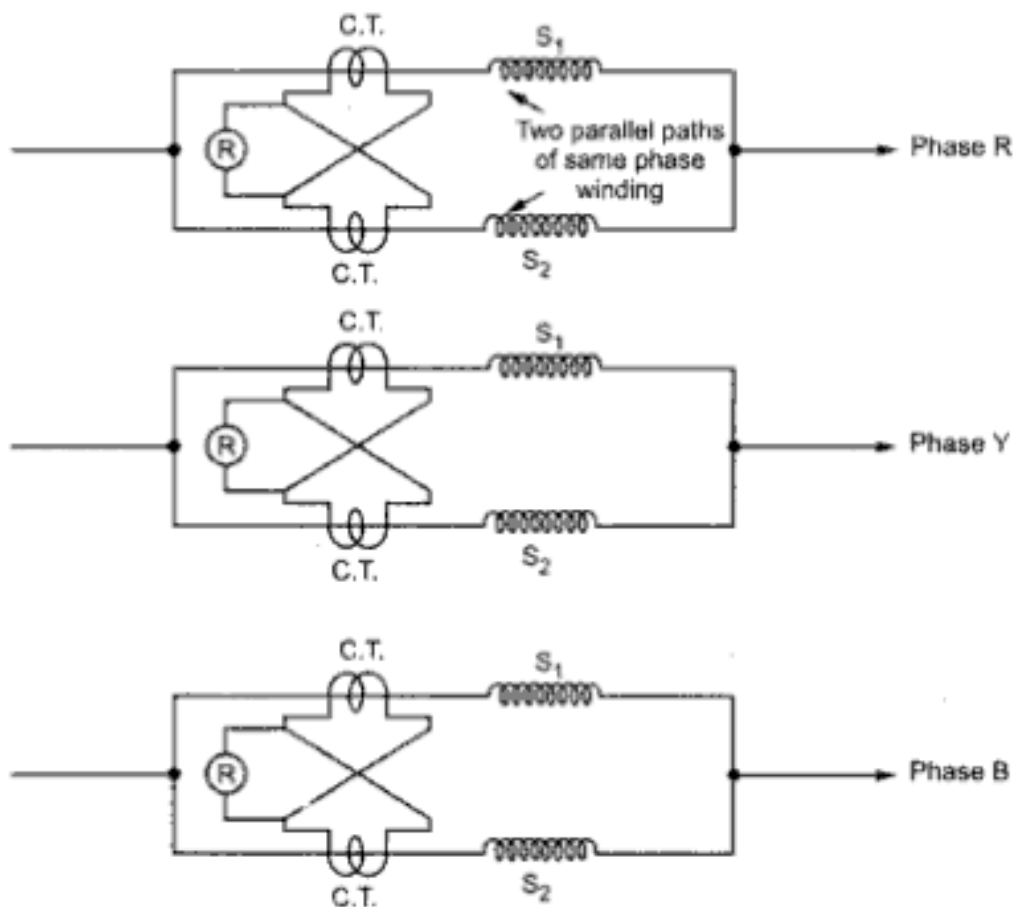 C.T.
S1
R
Two parallel paths
of same phase
winding
Phase R
C.T.
S2
C.T.
S1
R
Phase Y
C.T.
S2
C.T.
S1
R
Phase B
C.T.
S2